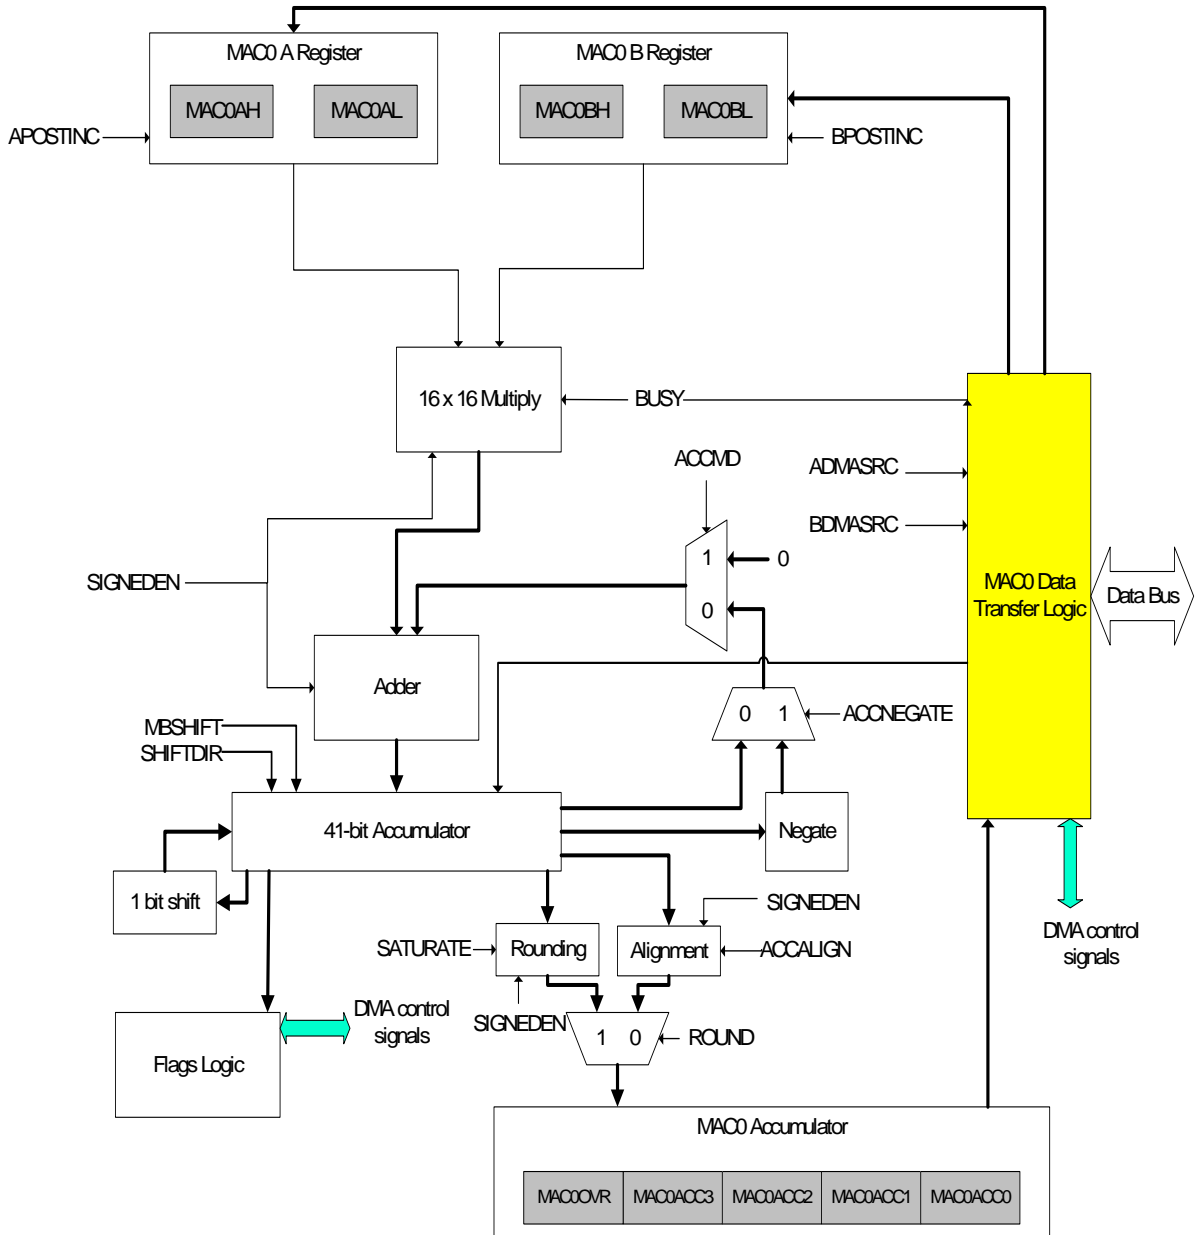 MAC0 A Register
MAC0 B Register
MAC0AH
MAC0AL
MAC0BH
MAC0BL
APOSTINC
BPOSTINC
16 x 16 Multiply
BUSY
ACCMD
ADMASRC
BDMASRC
1
0
0
SIGNEDEN
MAC0 Data
Transfer Logic
Data Bus
Adder
0 1
ACCNEGATE
MBSHIFT
SHIFTDIR
41-bit Accumulator
Negate
1 bit shift
SIGNEDEN
SATURATE
Rounding
Alignment
ACCALIGN
DMA control
signals
SIGNEDEN
DMA control
signals
1 0
ROUND
Flags Logic
MAC0 Accumulator
MAC0OVR
MAC0ACC3
MAC0ACC2
MAC0ACC1
MAC0ACC0